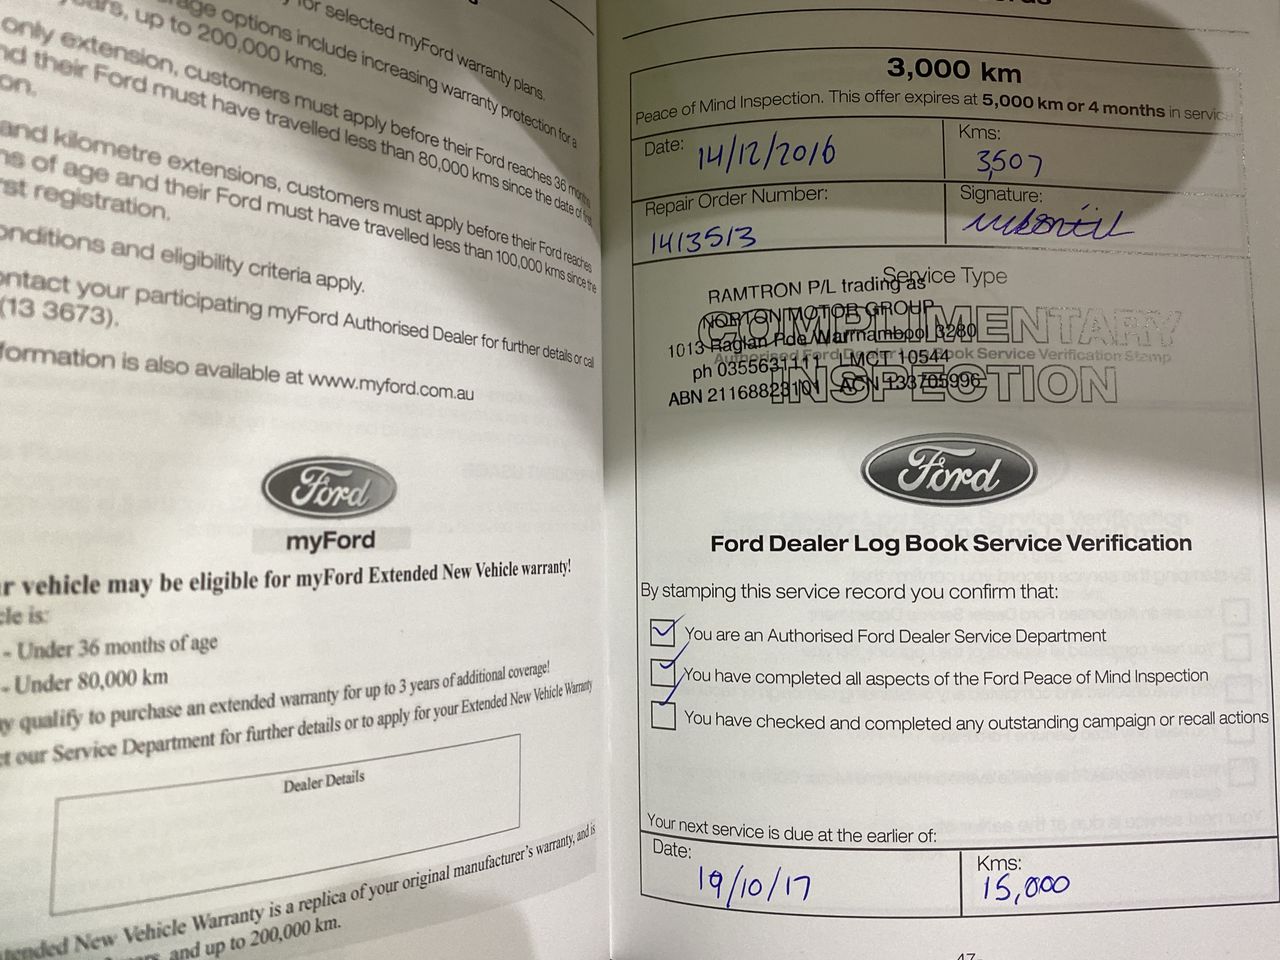 for selected myFord warranty plans.
options include increasing warranty protection for a
up to 200,000 kms.
only extension, customers must apply before their Ford reaches 36 months
their Ford must have travelled less than 80,000 kms since the date of first
on.
and kilometre extensions, customers must apply before their Ford reaches
of age and their Ford must have travelled less than 100,000 kms since the
registration.
onditions and eligibility criteria apply.
ontact your participating myFord Authorised Dealer for further details or call
(13 3673).
formation is also available at www.myford.com.au
Ford
myFord
r vehicle may be eligible for myFord Extended New Vehicle warranty!
cle is:
- Under 36 months of age
- Under 80,000 km
qualify to purchase an extended warranty for up to 3 years of additional coverage!
ct our Service Department for further details or to apply for your Extended New Vehicle Warranty
Dealer Details
tended New Vehicle Warranty is a replica of your original manufacturer's warranty, and is
and up to 200,000 km.
3,000 km
Peace of Mind Inspection. This offer expires at 5,000 km or 4 months in service
Date: 14/12/2016
Kms: 3,507
Repair Order Number: 1413513
Signature:
Service Type
COMPLIMENTARY
INSPECTION
RAMTRON P/L trading as
NORTON MOTOR GROUP
1013 Raglan Pde Warrnambool 3280
Authorised Ford Dealer Log Book Service Verification Stamp
ph 0355631111 LMCT 10544
ABN 21168823101 ACN 133705996
Ford
Ford Dealer Log Book Service Verification
By stamping this service record you confirm that:
You are an Authorised Ford Dealer Service Department
You have completed all aspects of the Ford Peace of Mind Inspection
You have checked and completed any outstanding campaign or recall actions
Your next service is due at the earlier of:
Date: 19/10/17
Kms: 15,000